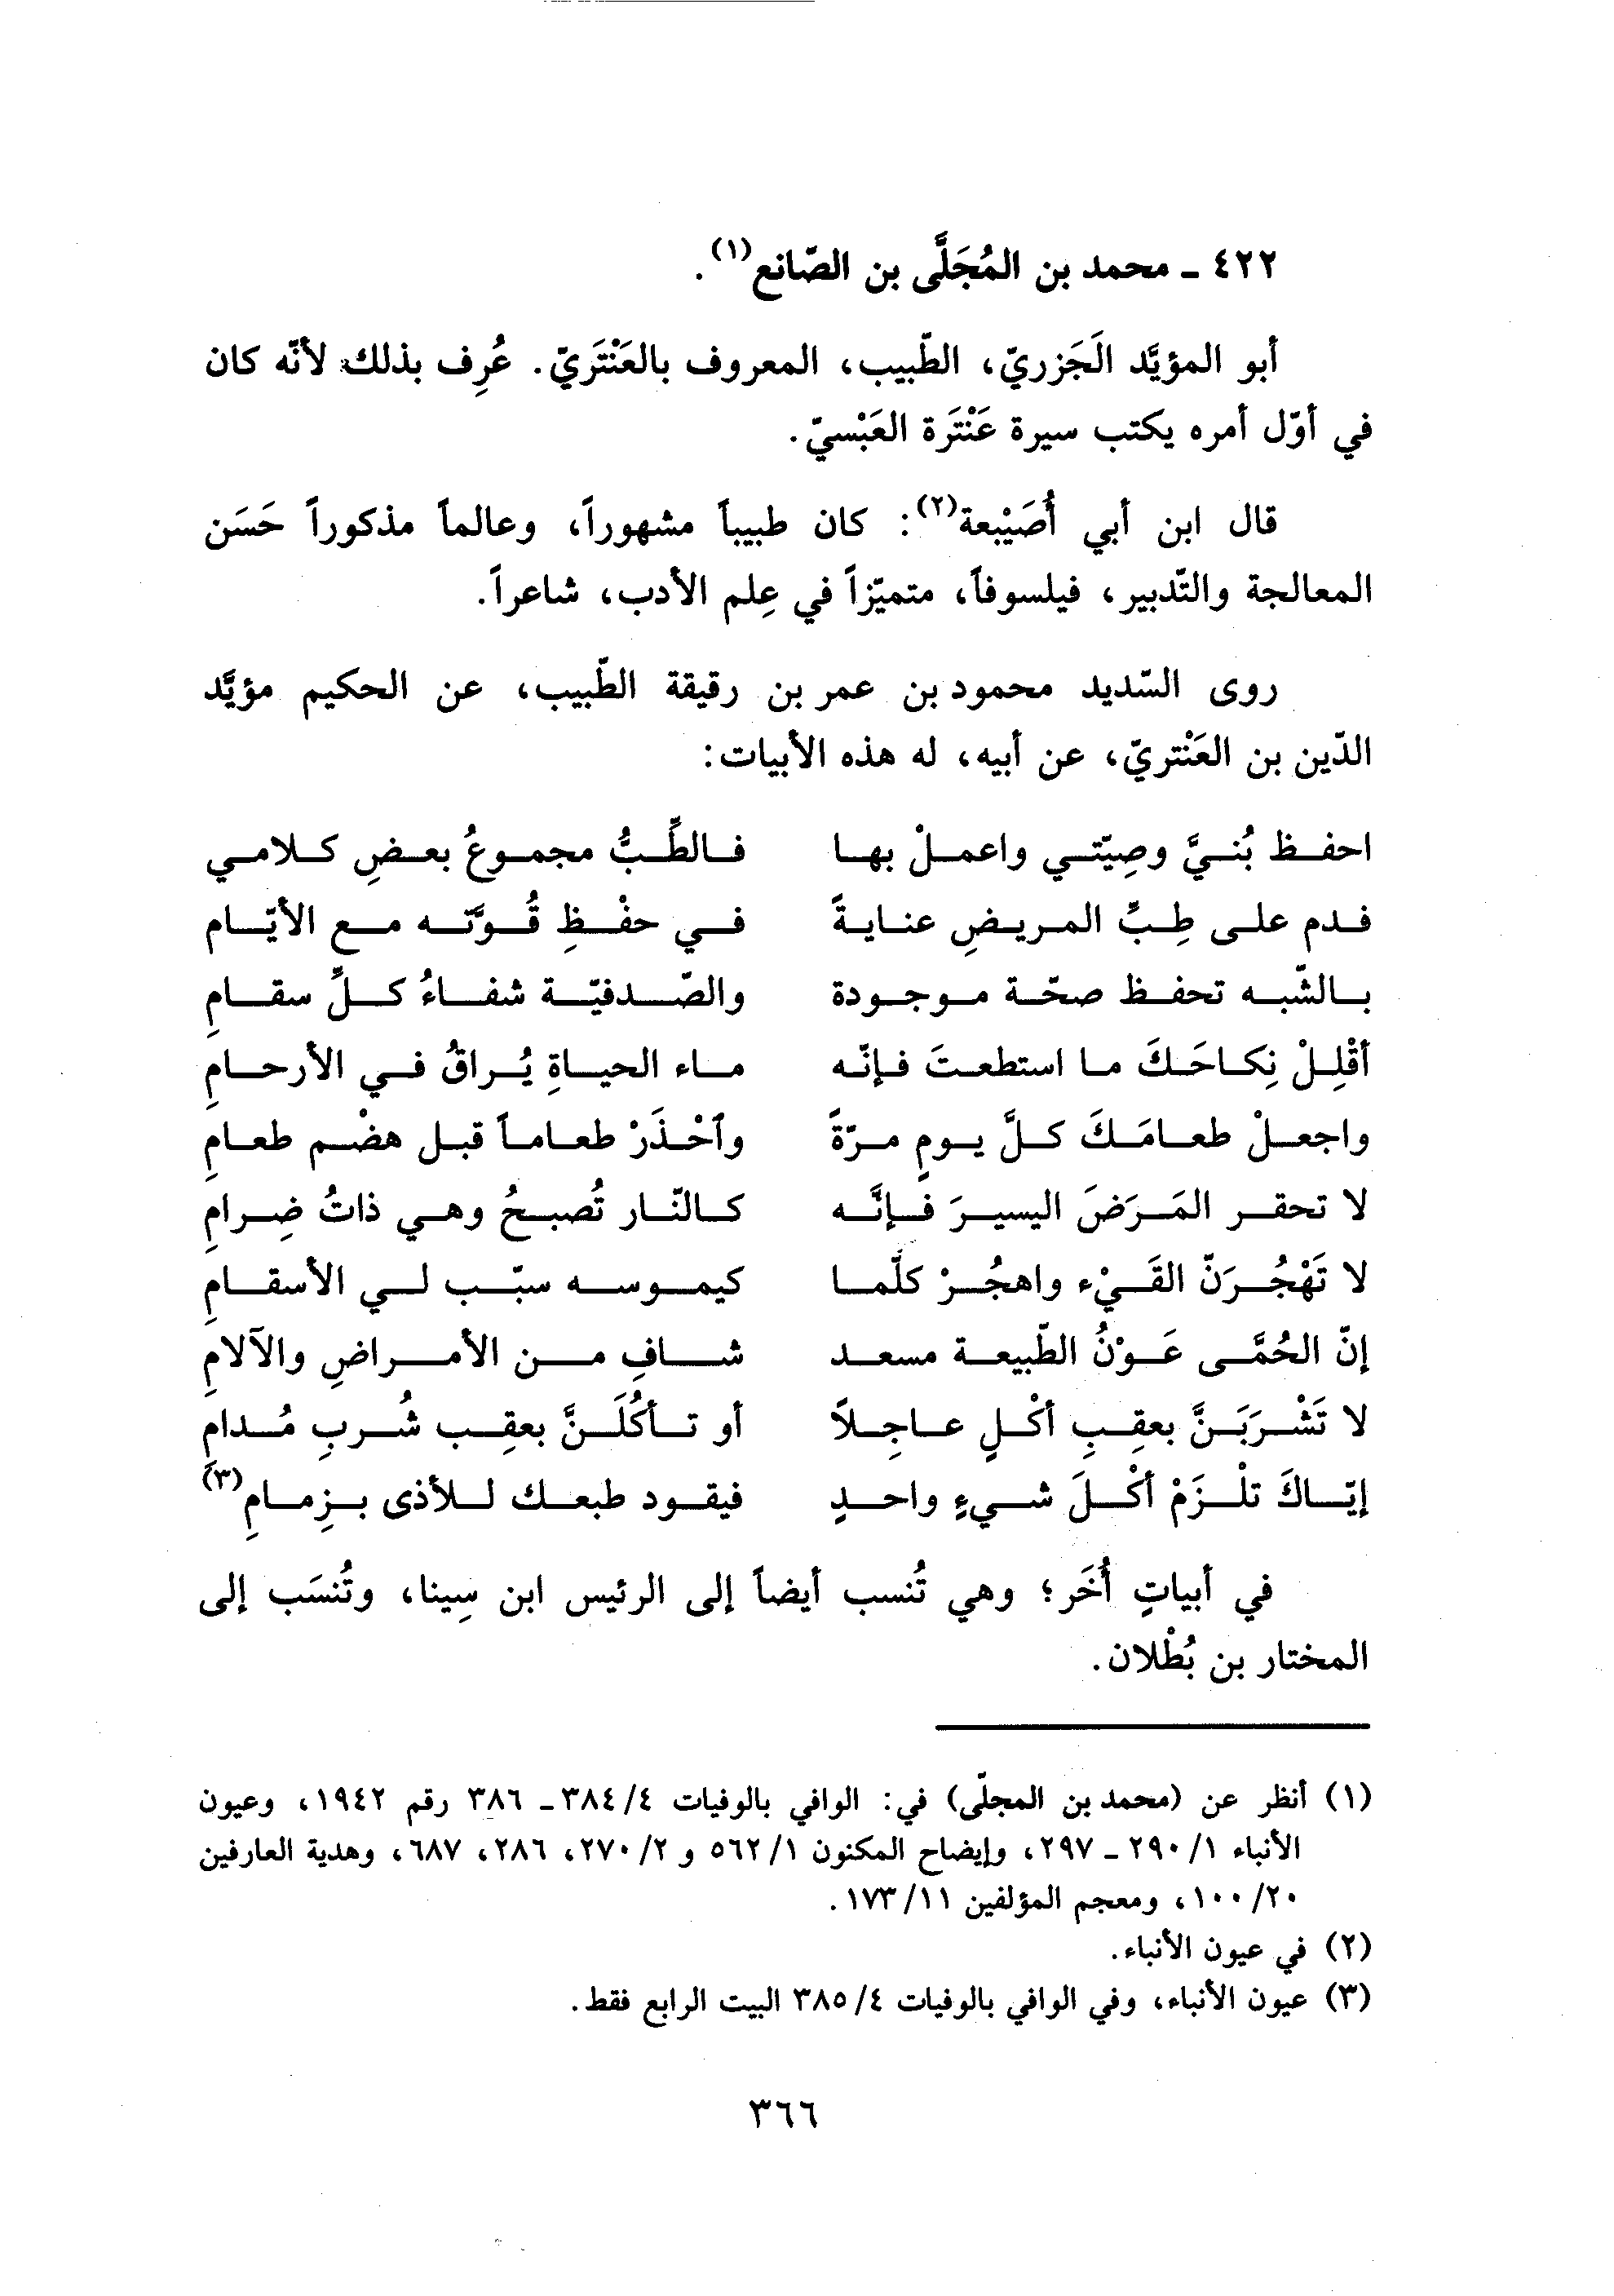 ٤٢٢ ـ محمد بن المُجَلَّى بن الصّانع(١).
أبو المؤيَّد الَجَزريّ، الطّبيب، المعروف بالعَنْتَريّ. عُرِف بذلك لأنّه كان
في أوّل أمره يكتب سيرة عَنْتَرة العَبْسيّ.
قال ابن أبي أُصَيْبعة(٢): كان طبيباً مشهوراً، وعالماً مذكوراً حَسَن
المعالجة والتّدبير، فيلسوفاً، متميّزاً في عِلم الأدب، شاعراً.
روى السّديد محمود بن عمر بن رقيقة الطّبيب، عن الحكيم مؤيَّد
الدّين بن العَنْتريّ، عن أبيه، له هذه الأبيات:
احفظ بُنيَّ وصِيّتي واعملْ بها فالطِّبُّ مجموعُ بعضِ كلامي
فدم على طِبِّ المريضِ عنايةً في حفْظِ قُوَّته مع الأيّام
بالشّبه تحفظ صحّة موجودة والصّدفيّة شفاءُ كلِّ سقامِ
أقْلِلْ نِكاحَكَ ما استطعتَ فإنّه ماء الحياةِ يُراقُ في الأرحامِ
واجعلْ طعامَكَ كلَّ يومٍ مرّةً وآحْذَرْ طعاماً قبل هضْم طعامِ
لا تحقر المَرَضَ اليسيرَ فإنَّه كالنّار تُصبحُ وهي ذاتُ ضِرامِ
لا تَهْجُرَنّ القَيْء واهجُرْ كلّما كيموسه سبّب لي الأسقامِ
إنّ الحُمَّى عَوْنُ الطّبيعة مسعد شافِ من الأمراضِ والآلامِ
لا تَشْرَبَنَّ بعقِبِ أكْلٍ عاجِلاً أو تأكُلَنَّ بعقِب شُربِ مُدامِ
إيّاكَ تلْزَمْ أكْلَ شيءٍ واحدٍ فيقود طبعك للأذى بزِمامِ(٣)
في أبياتٍ أُخَر؛ وهي تُنسب أيضاً إلى الرئيس ابن سِينا، وتُنسَب إلى
المختار بن بُطْلان.
(١) أنظر عن (محمد بن المجلّى) في: الوافي بالوفيات ٤/ ٣٨٤ ـ ٣٨٦ رقم ١٩٤٢، وعيون
الأنباء ١/ ٢٩٠ ـ ٢٩٧، وإيضاح المكنون ١/ ٥٦٢ و ٢/ ٢٧٠، ٢٨٦، ٦٨٧، وهدية العارفين
٢٠/ ١٠٠، ومعجم المؤلفين ١١/ ١٧٣.
(٢) في عيون الأنباء.
(٣) عيون الأنباء، وفي الوافي بالوفيات ٤/ ٣٨٥ البيت الرابع فقط.
٣٦٦